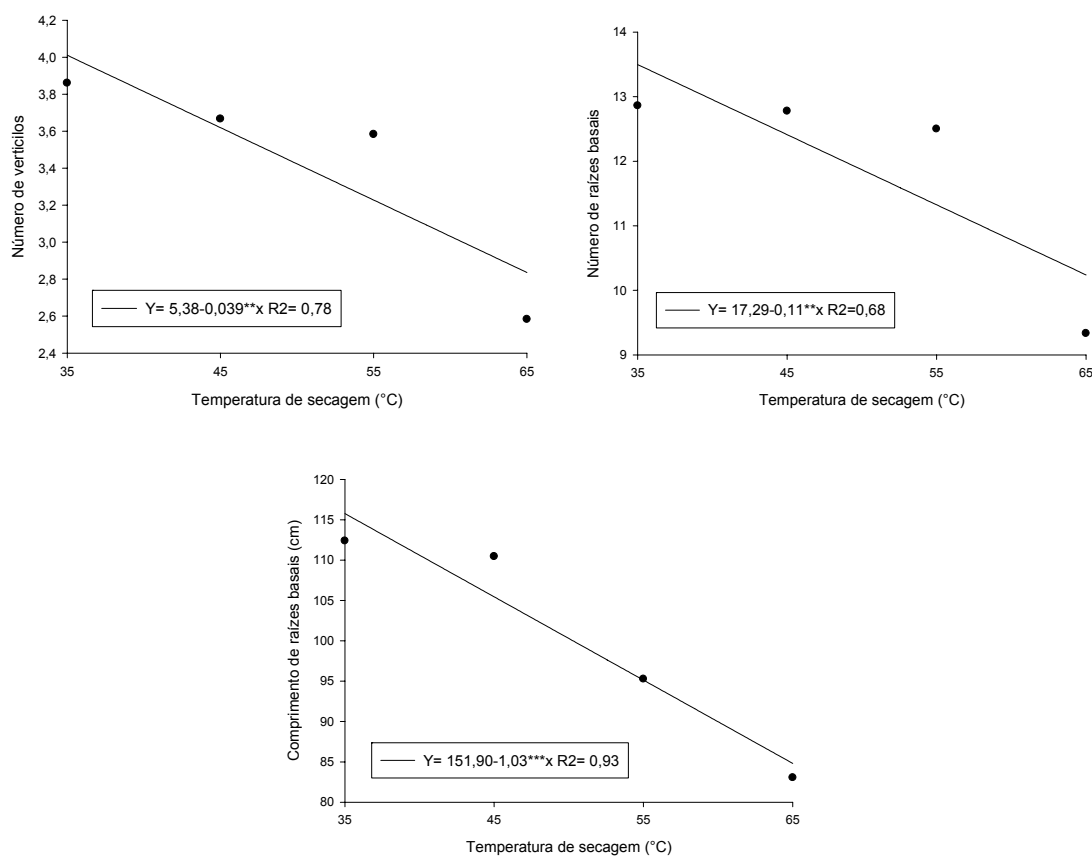 Número de verticilos
4,2
4,0
3,8
3,6
3,4
3,2
3,0
2,8
2,6
2,4
Y= 5,38-0,039**x R2= 0,78
35 45 55 65
Temperatura de secagem (°C)
Número de raízes basais
14
13
12
11
10
9
Y= 17,29-0,11**x R2=0,68
35 45 55 65
Temperatura de secagem (°C)
Comprimento de raízes basais (cm)
120
115
110
105
100
95
90
85
80
Y= 151,90-1,03***x R2= 0,93
35 45 55 65
Temperatura de secagem (°C)